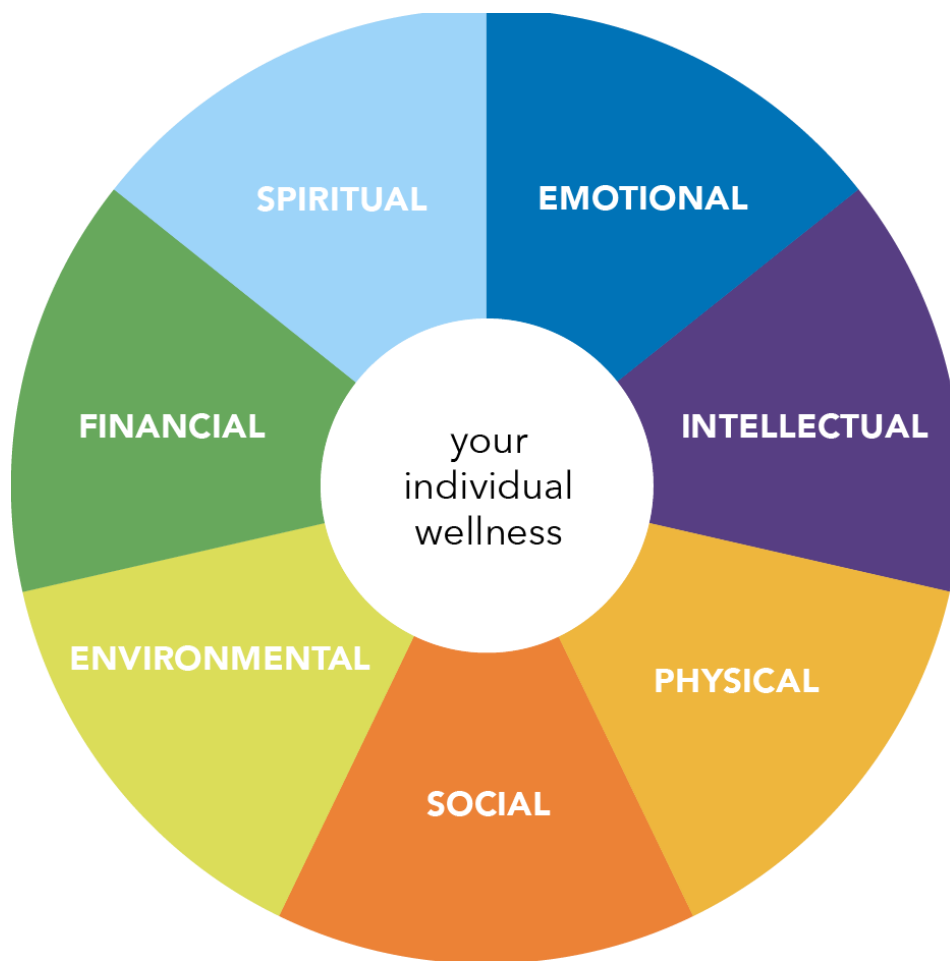 SPIRITUAL
EMOTIONAL
FINANCIAL
INTELLECTUAL
your
individual
wellness
ENVIRONMENTAL
PHYSICAL
SOCIAL